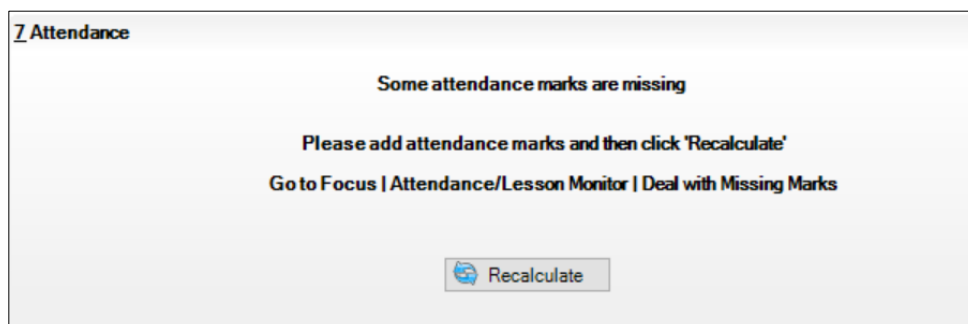 7 Attendance
Some attendance marks are missing
Please add attendance marks and then click 'Recalculate'
Go to Focus | Attendance/Lesson Monitor | Deal with Missing Marks
Recalculate